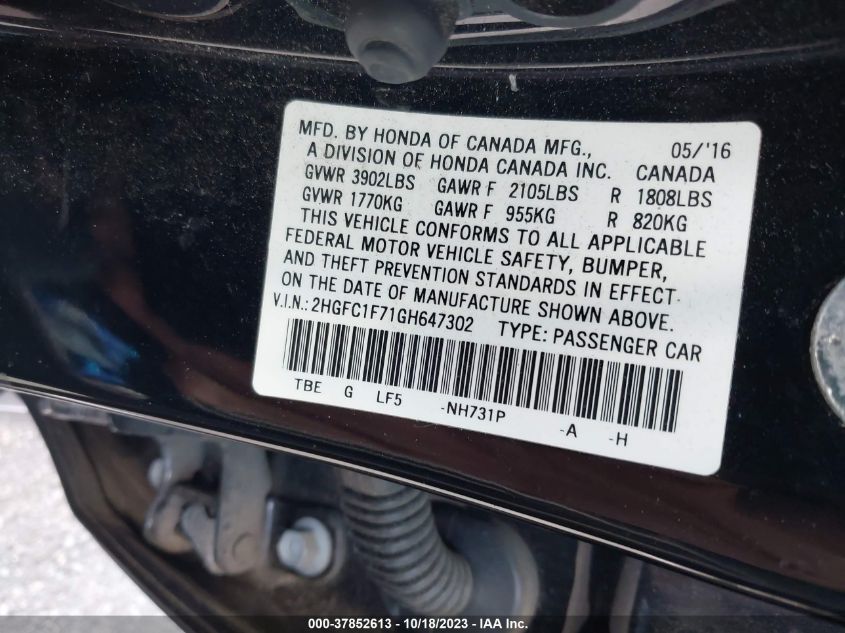 MFD. BY HONDA OF CANADA MFG., 05/'16
A DIVISION OF HONDA CANADA INC. CANADA
GVWR 3902LBS GAWR F 2105LBS R 1808LBS
GVWR 1770KG GAWR F 955KG R 820KG
THIS VEHICLE CONFORMS TO ALL APPLICABLE
FEDERAL MOTOR VEHICLE SAFETY, BUMPER,
AND THEFT PREVENTION STANDARDS IN EFFECT
ON THE DATE OF MANUFACTURE SHOWN ABOVE.
V.I.N.: 2HGFC1F71GH647302 TYPE: PASSENGER CAR
TBE G LF5 -NH731P -A -H
000-37852613 - 10/18/2023 - IAA Inc.